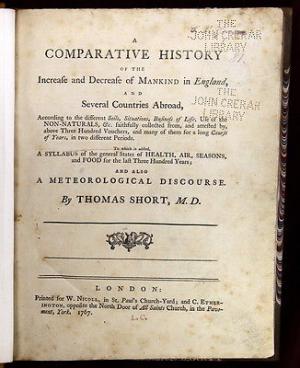 THE
JOHN CRERAR
LIBRARY
A
COMPARATIVE HISTORY
OF THE
Increase and Decrease of MANKIND in England,
AND
Several Countries Abroad,
THE
JOHN CRERAR
LIBRARY
According to the different Soils, Situations, Business of Life, Use of the
NON-NATURALS, &c. faithfully collected from, and attested by,
above Three Hundred Vouchers, and many of them for a long Course
of Years, in two different Periods.
To which is added,
A SYLLABUS of the general States of HEALTH, AIR, SEASONS,
and FOOD for the last Three Hundred Years;
AND ALSO
A METEOROLOGICAL DISCOURSE.
By THOMAS SHORT, M.D.
LONDON:
Printed for W. NICOLL, in St. Paul's Church-Yard; and C. ETHER-
INGTON, opposite the North Door of All Saints Church, in the Pave-
ment, York. 1767.